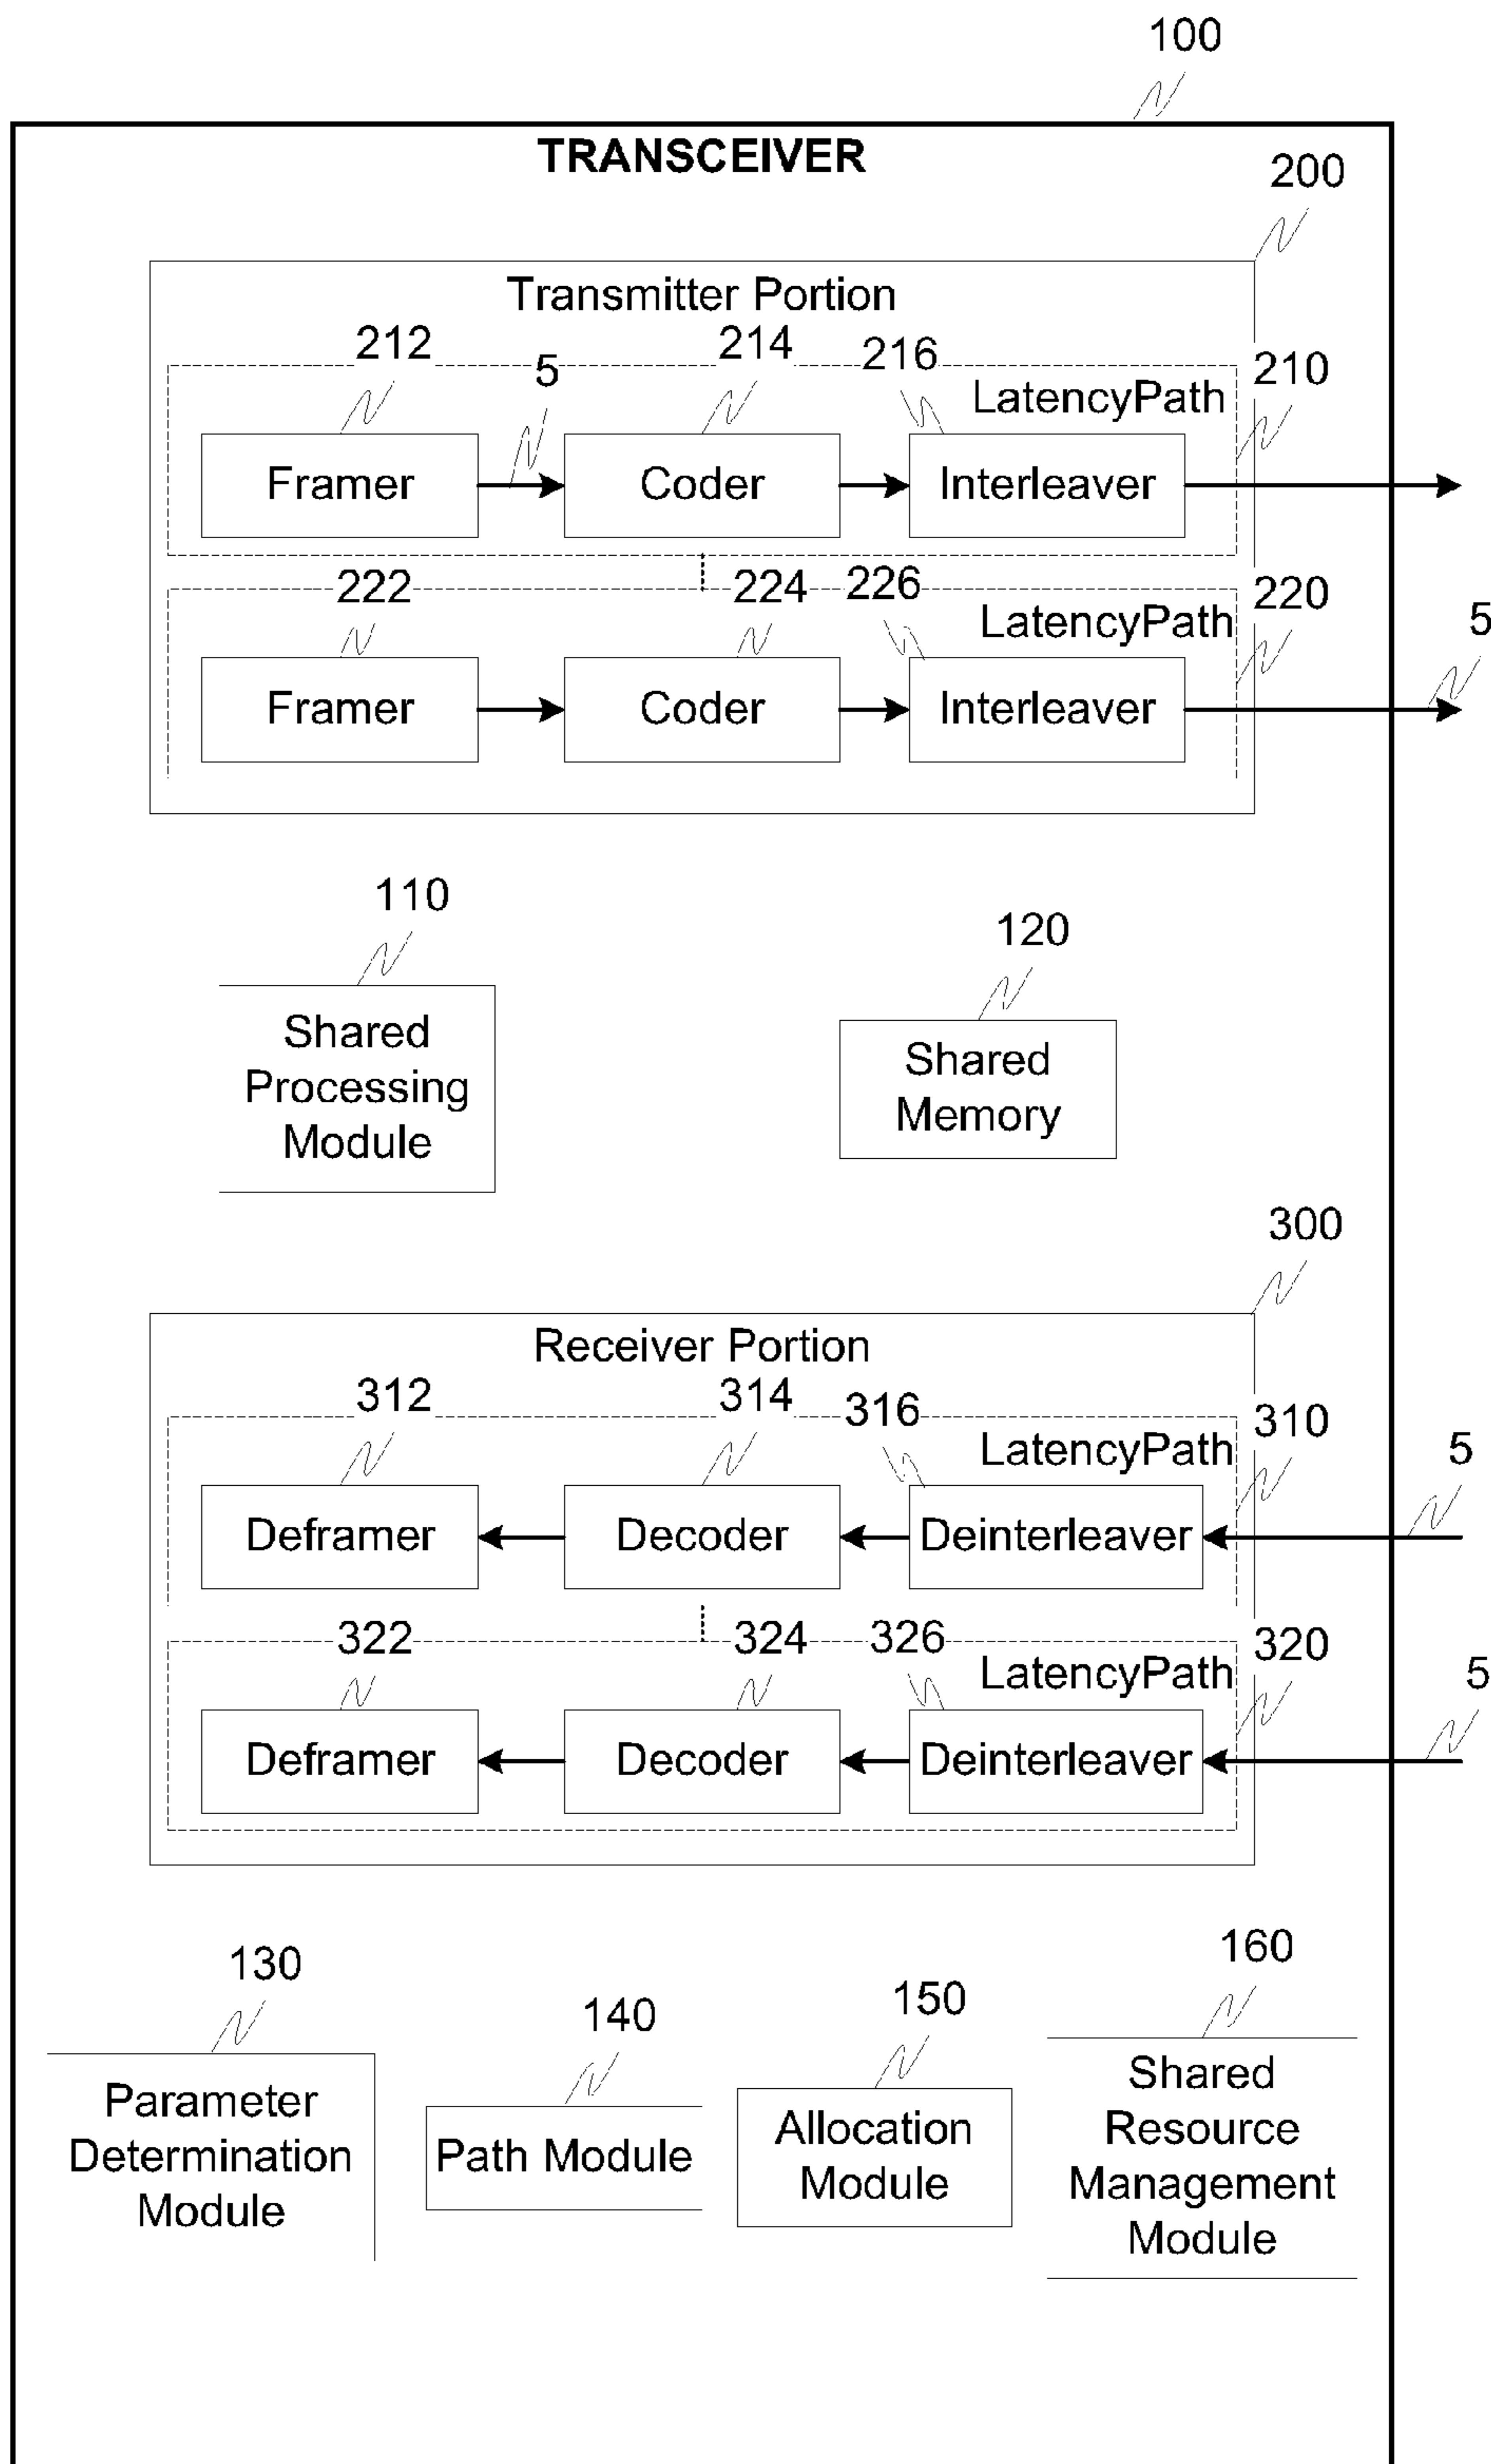 100
TRANSCEIVER
200
Transmitter Portion
212
5
214
216
210
LatencyPath
Framer
Coder
Interleaver
222
224
226
220
LatencyPath
5
Framer
Coder
Interleaver
110
120
Shared
Processing
Module
Shared
Memory
300
Receiver Portion
312
314
316
310
LatencyPath
5
Deframer
Decoder
Deinterleaver
322
324
326
320
LatencyPath
5
Deframer
Decoder
Deinterleaver
130
140
150
160
Parameter
Determination
Module
Path Module
Allocation
Module
Shared
Resource
Management
Module